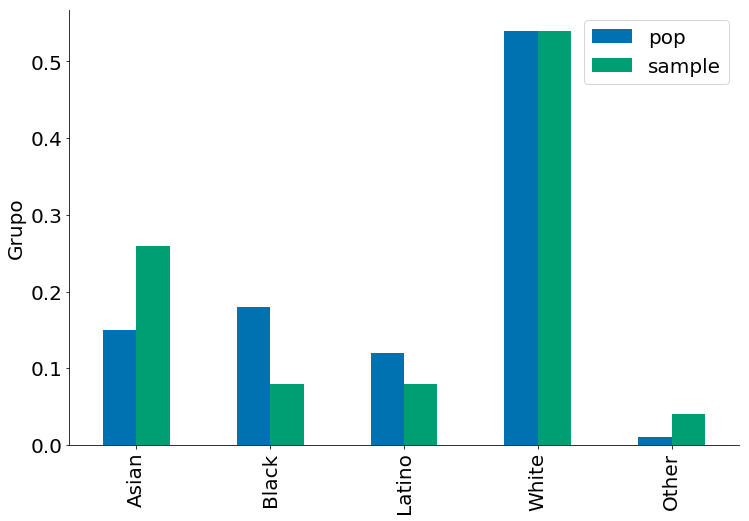 pop
sample
Grupo
0.5
0.4
0.3
0.2
0.1
0.0
Asian
Black
Latino
White
Other